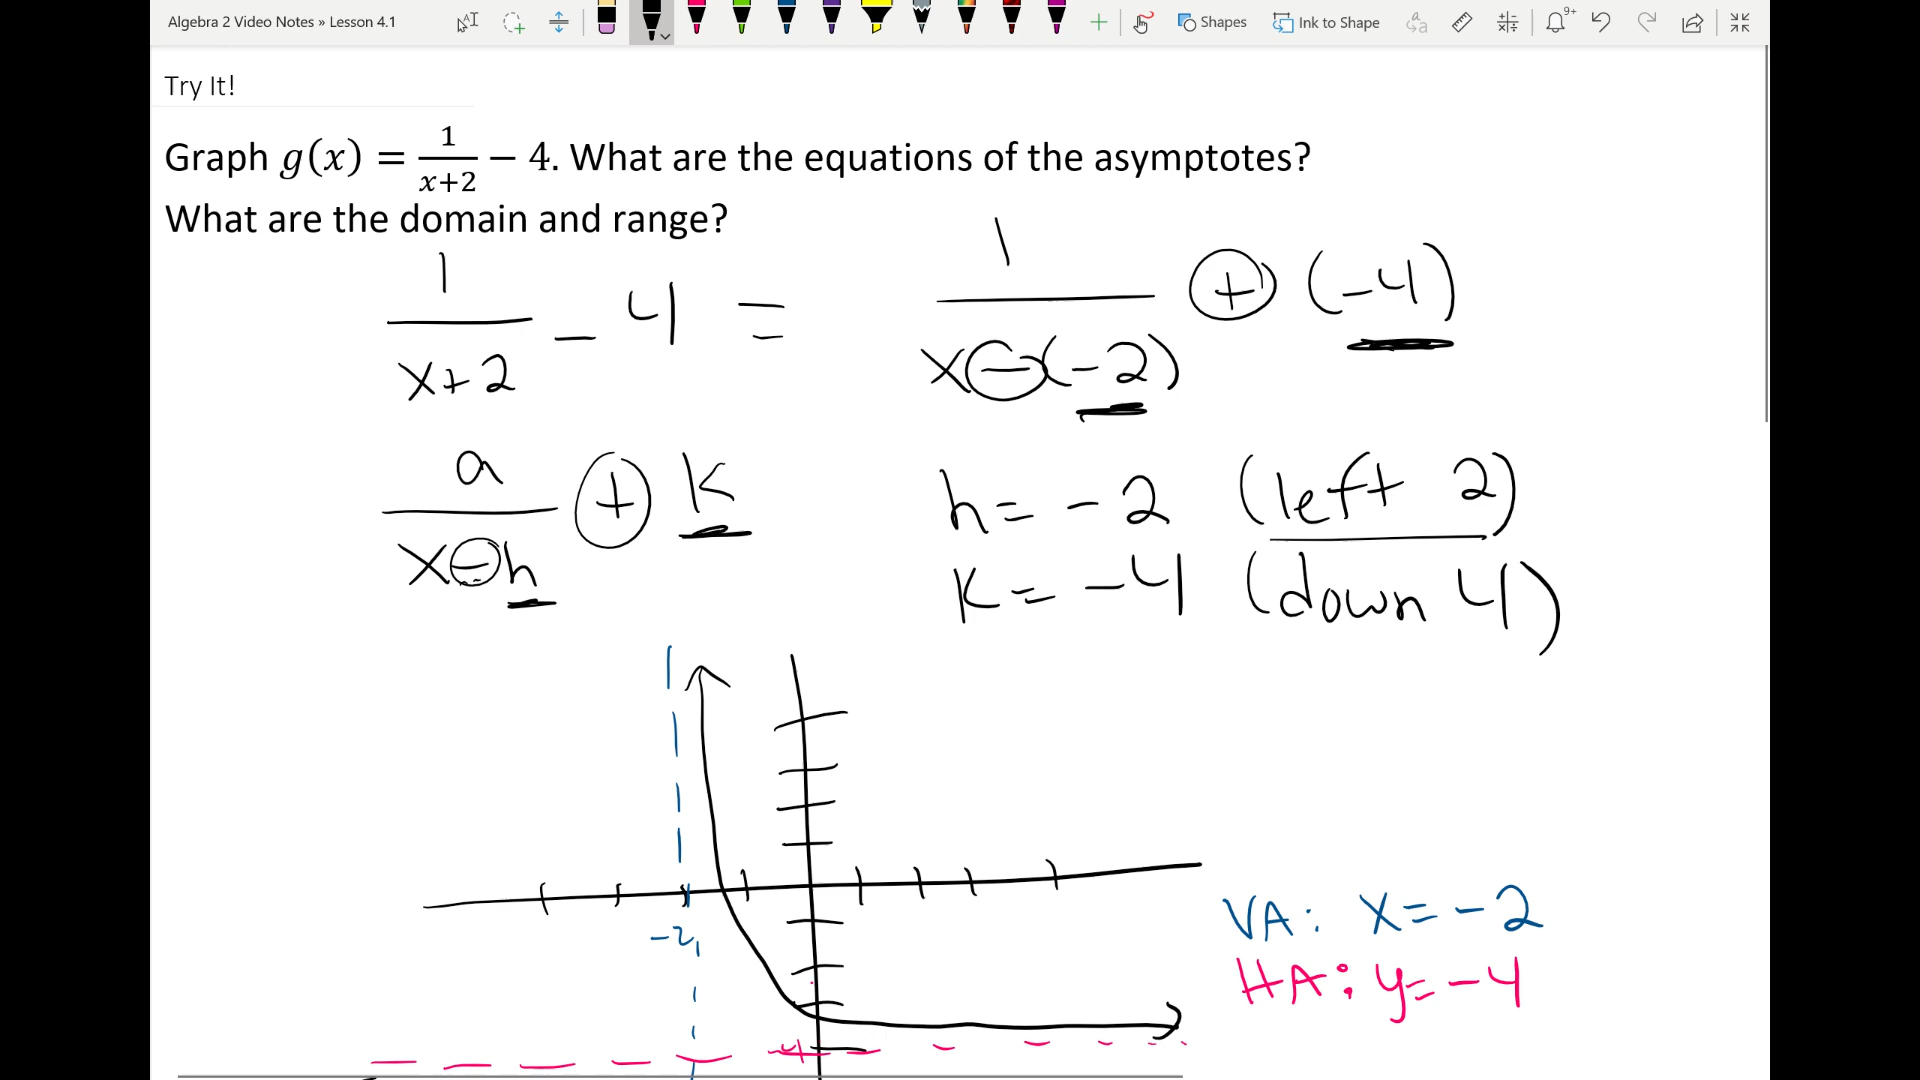 Algebra 2 Video Notes » Lesson 4.1
Shapes
Ink to Shape
9+
Try It!
Graph g(x) = 1/(x+2) − 4. What are the equations of the asymptotes?
What are the domain and range?
1/(x+2) − 4 = 1/(x−(−2)) + (−4)
a/(x−h) + k
h = −2 (left 2)
k = −4 (down 4)
−2
VA: x = −2
HA: y = −4
−4